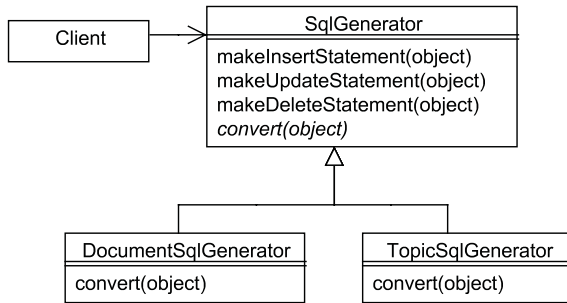 Client
SqlGenerator
makeInsertStatement(object)
makeUpdateStatement(object)
makeDeleteStatement(object)
convert(object)
DocumentSqlGenerator
convert(object)
TopicSqlGenerator
convert(object)